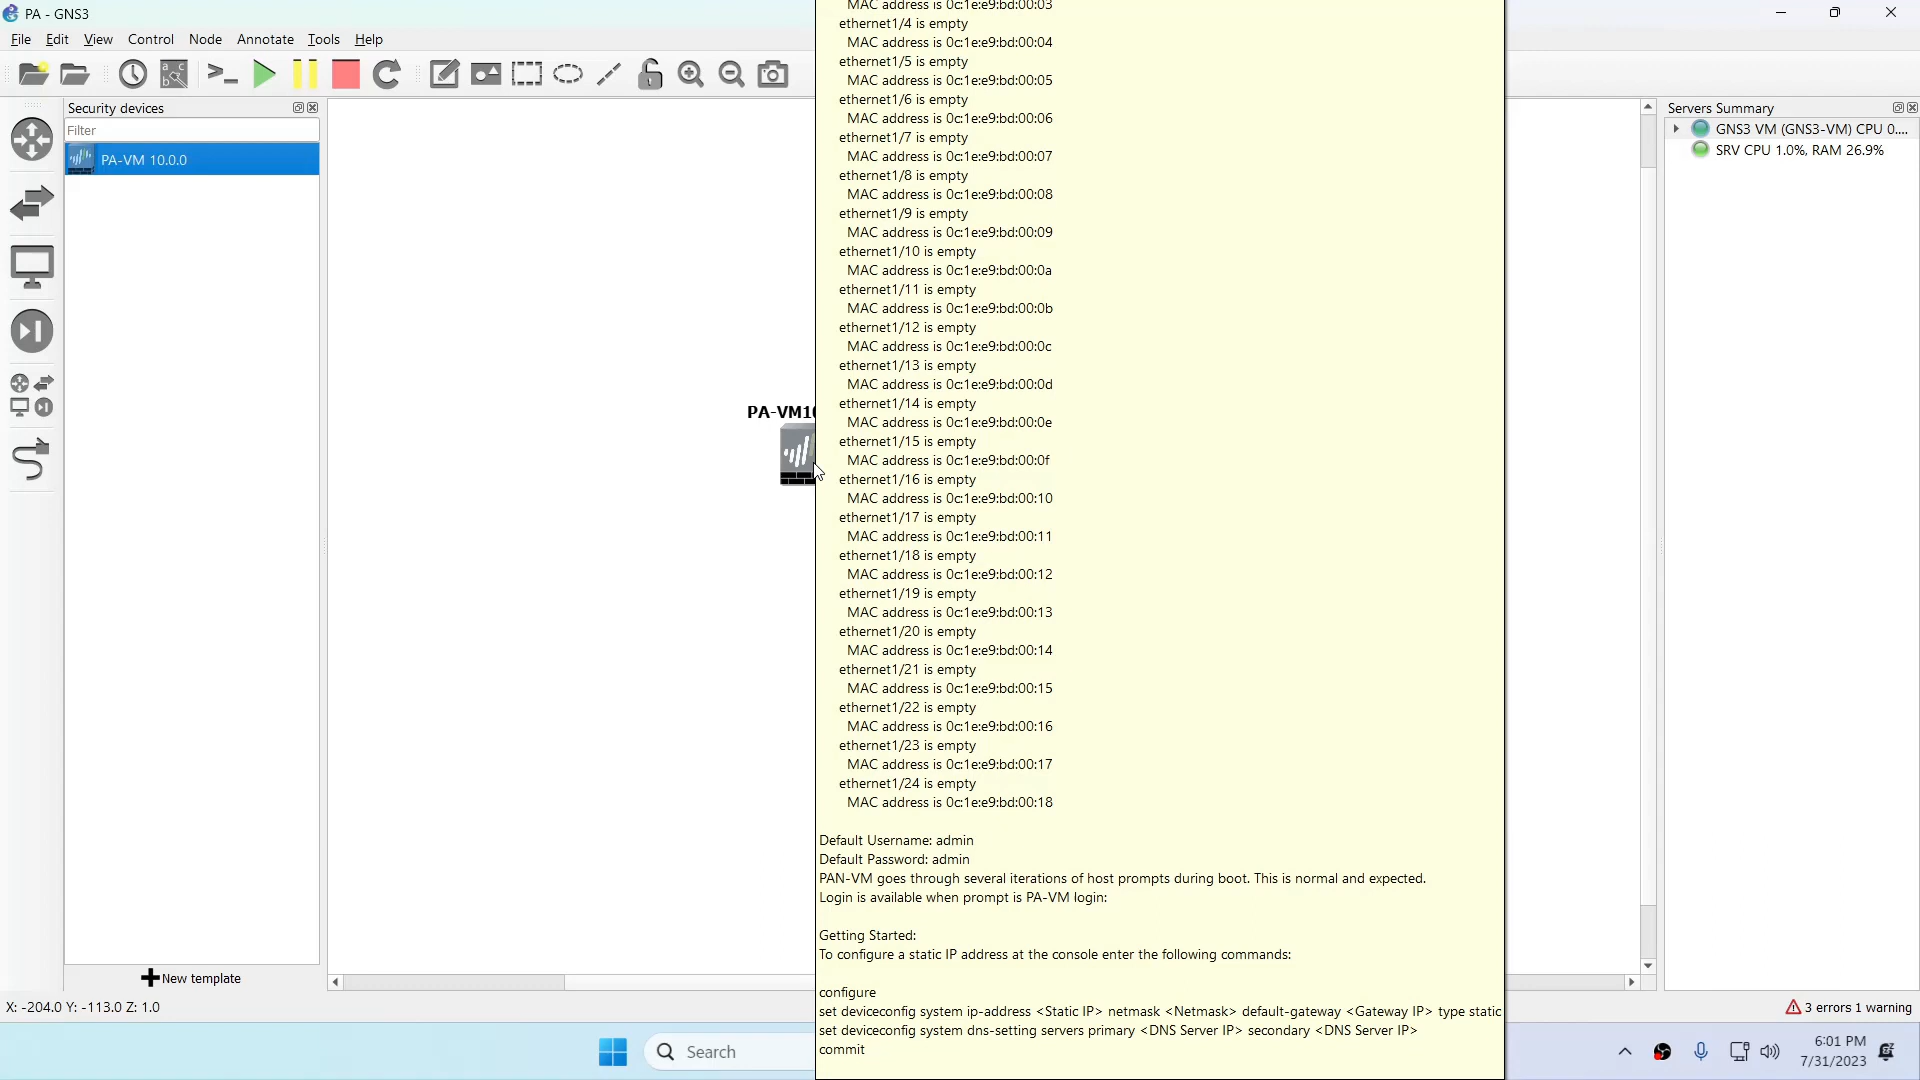 PA - GNS3
File Edit View Control Node Annotate Tools Help
Security devices
Filter
PA-VM 10.0.0
New template
X: -204.0 Y: -113.0 Z: 1.0
PA-VM10
MAC address is 0c:1e:e9:bd:00:03
ethernet1/4 is empty
MAC address is 0c:1e:e9:bd:00:04
ethernet1/5 is empty
MAC address is 0c:1e:e9:bd:00:05
ethernet1/6 is empty
MAC address is 0c:1e:e9:bd:00:06
ethernet1/7 is empty
MAC address is 0c:1e:e9:bd:00:07
ethernet1/8 is empty
MAC address is 0c:1e:e9:bd:00:08
ethernet1/9 is empty
MAC address is 0c:1e:e9:bd:00:09
ethernet1/10 is empty
MAC address is 0c:1e:e9:bd:00:0a
ethernet1/11 is empty
MAC address is 0c:1e:e9:bd:00:0b
ethernet1/12 is empty
MAC address is 0c:1e:e9:bd:00:0c
ethernet1/13 is empty
MAC address is 0c:1e:e9:bd:00:0d
ethernet1/14 is empty
MAC address is 0c:1e:e9:bd:00:0e
ethernet1/15 is empty
MAC address is 0c:1e:e9:bd:00:0f
ethernet1/16 is empty
MAC address is 0c:1e:e9:bd:00:10
ethernet1/17 is empty
MAC address is 0c:1e:e9:bd:00:11
ethernet1/18 is empty
MAC address is 0c:1e:e9:bd:00:12
ethernet1/19 is empty
MAC address is 0c:1e:e9:bd:00:13
ethernet1/20 is empty
MAC address is 0c:1e:e9:bd:00:14
ethernet1/21 is empty
MAC address is 0c:1e:e9:bd:00:15
ethernet1/22 is empty
MAC address is 0c:1e:e9:bd:00:16
ethernet1/23 is empty
MAC address is 0c:1e:e9:bd:00:17
ethernet1/24 is empty
MAC address is 0c:1e:e9:bd:00:18
Default Username: admin
Default Password: admin
PAN-VM goes through several iterations of host prompts during boot. This is normal and expected.
Login is available when prompt is PA-VM login:
Getting Started:
To configure a static IP address at the console enter the following commands:
configure
set deviceconfig system ip-address <Static IP> netmask <Netmask> default-gateway <Gateway IP> type static
set deviceconfig system dns-setting servers primary <DNS Server IP> secondary <DNS Server IP>
commit
Servers Summary
GNS3 VM (GNS3-VM) CPU 0....
SRV CPU 1.0%, RAM 26.9%
3 errors 1 warning
Search
6:01 PM
7/31/2023